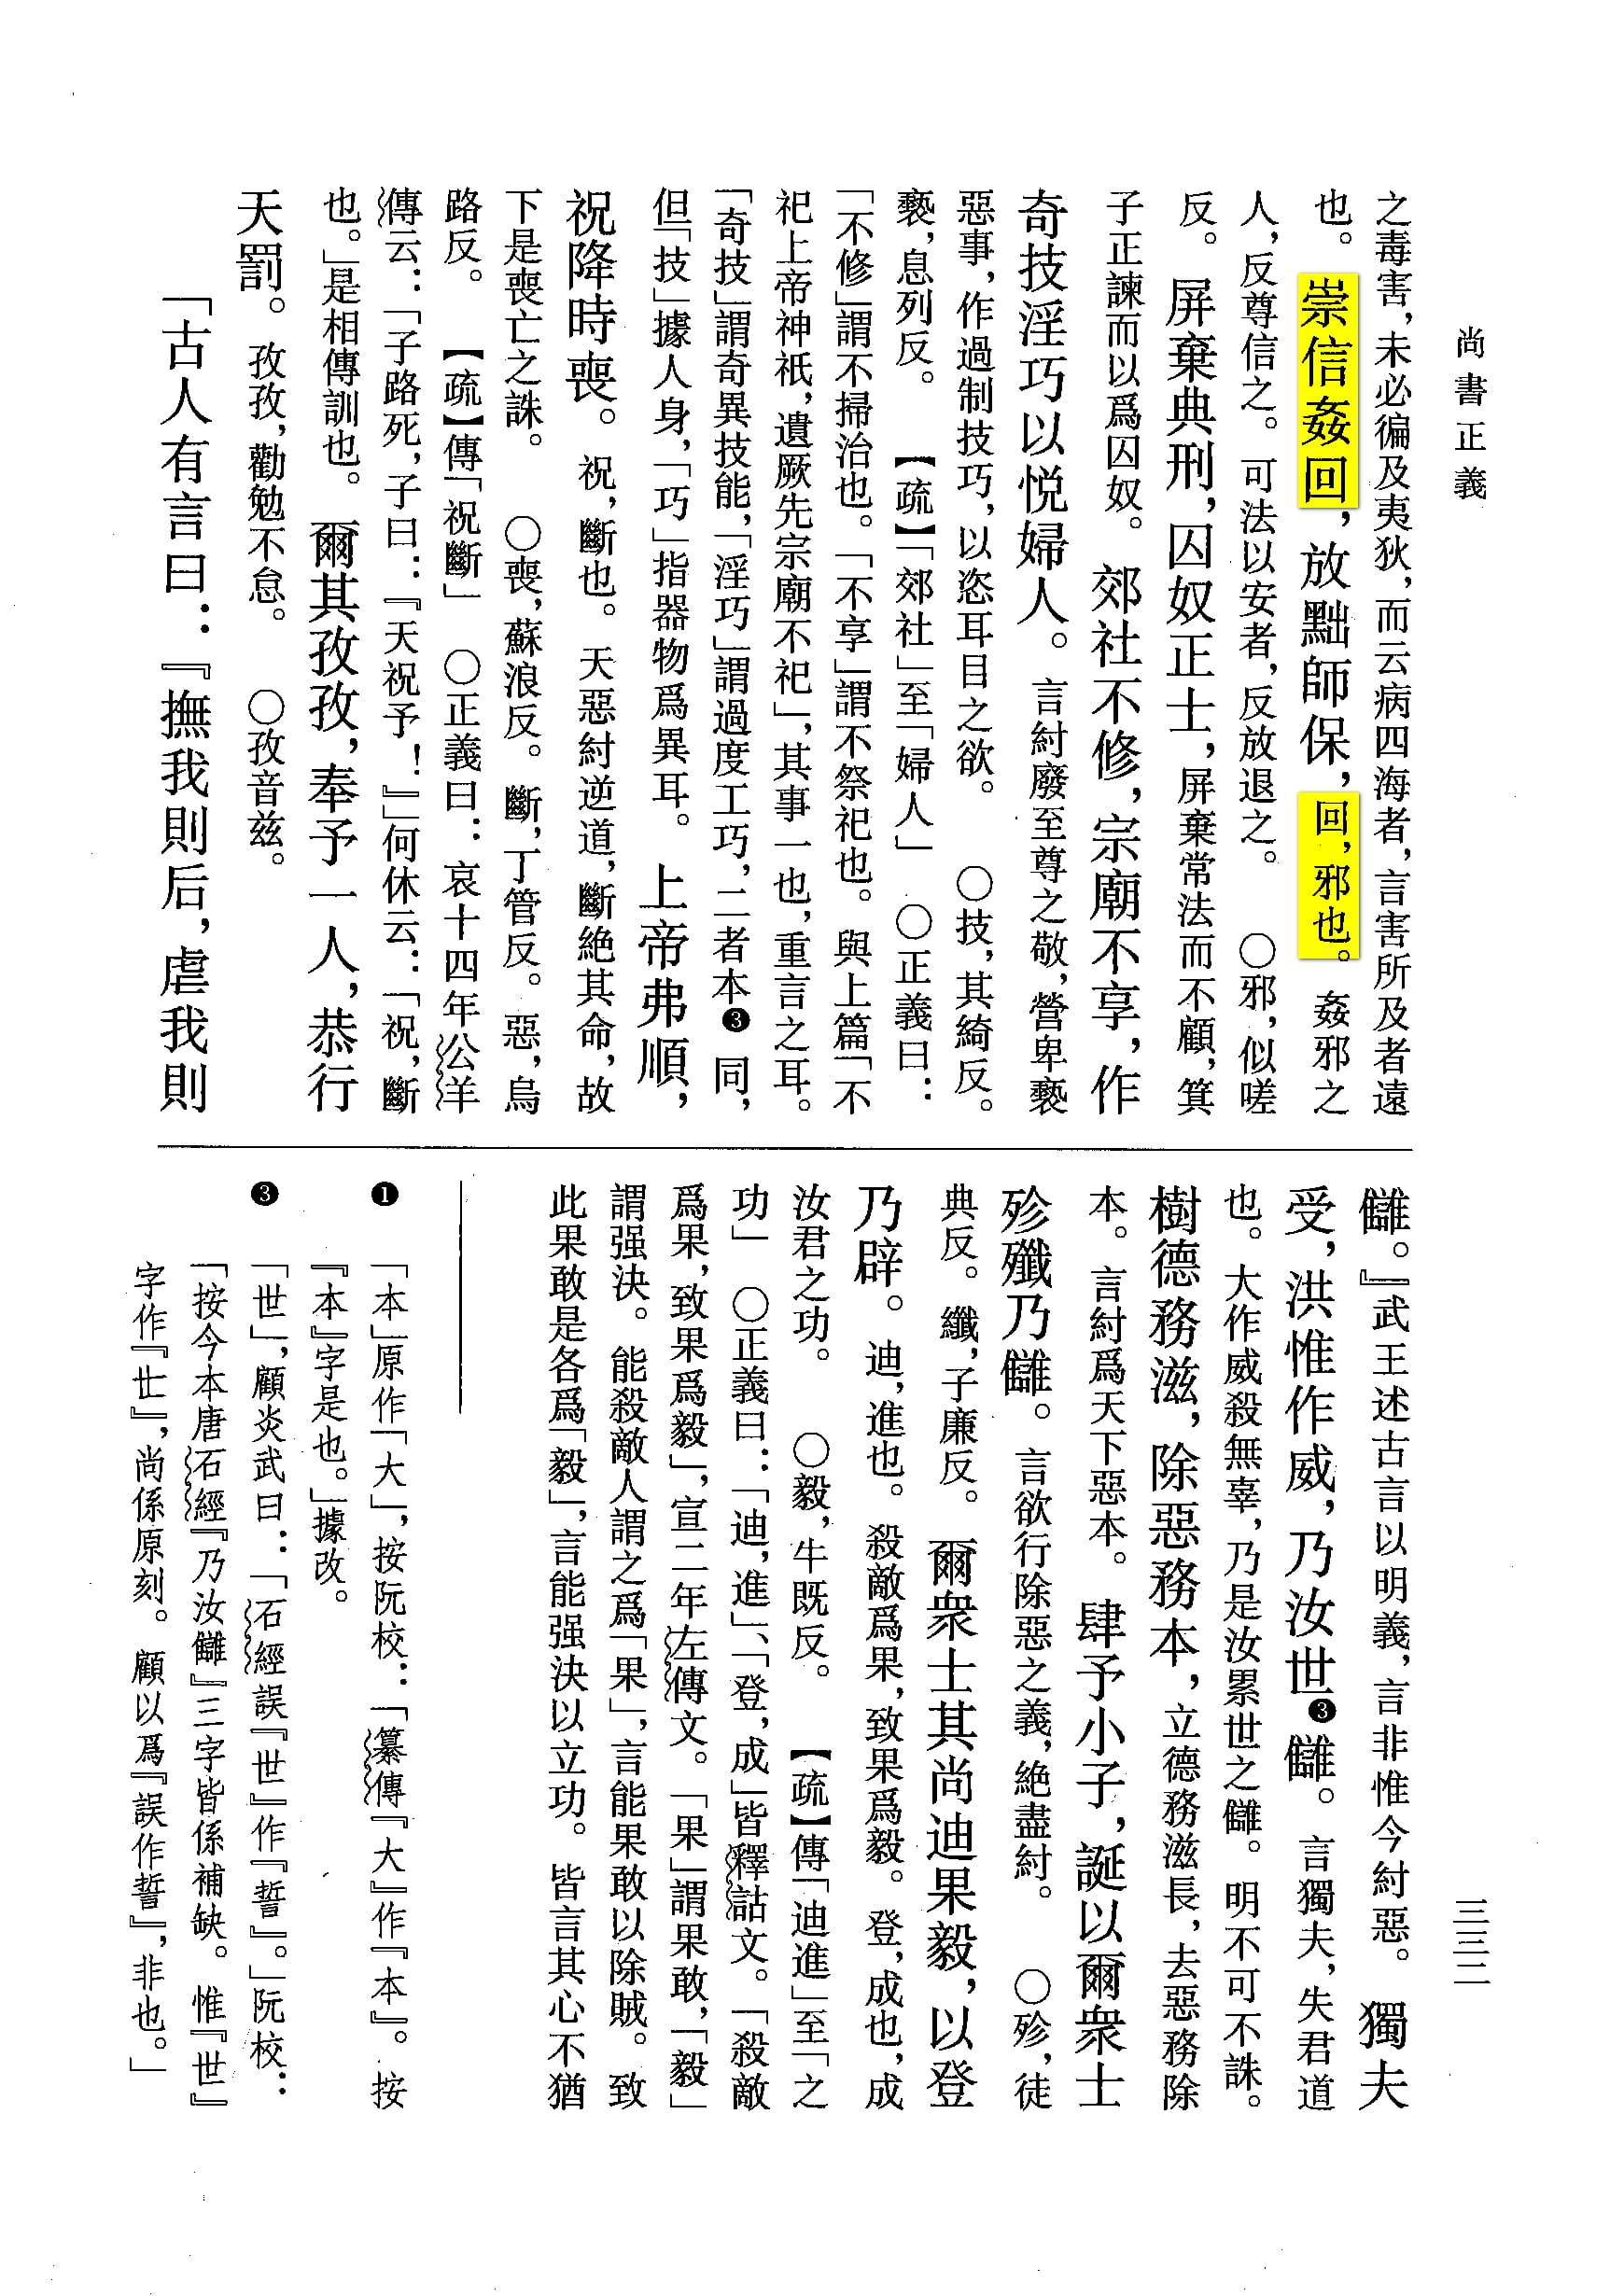 尚書正義
三三二
之毒害，未必徧及夷狄，而云病四海者，言害所及者遠
也。崇信姦回，放黜師保，回，邪也。姦邪之
人，反尊信之。可法以安者，反放退之。○邪，似嗟
反。屏棄典刑，囚奴正士，屏棄常法而不顧，箕
子正諫而以爲囚奴。郊社不修，宗廟不享，作
奇技淫巧以悦婦人。言紂廢至尊之敬，營卑褻
惡事，作過制技巧，以恣耳目之欲。○技，其綺反。
褻，息列反。【疏】「郊社」至「婦人」○正義曰：
「不修」謂不掃治也。「不享」謂不祭祀也。與上篇「不
祀上帝神祇，遺厥先宗廟不祀」，其事一也，重言之耳。
「奇技」謂奇異技能，「淫巧」謂過度工巧，二者本❸同，
但「技」據人身，「巧」指器物爲異耳。上帝弗順，
祝降時喪。祝，斷也。天惡紂逆道，斷絶其命，故
下是喪亡之誅。○喪，蘇浪反。斷，丁管反。惡，烏
路反。【疏】傳「祝斷」○正義曰：哀十四年公羊
傳云：「子路死，子曰：『天祝予！』」何休云：「祝，斷
也。」是相傳訓也。爾其孜孜，奉予一人，恭行
天罰。孜孜，勸勉不怠。○孜音兹。
「古人有言曰：『撫我則后，虐我則
讎。』武王述古言以明義，言非惟今紂惡。獨夫
受，洪惟作威，乃汝世❸讎。言獨夫，失君道
也。大作威殺無辜，乃是汝累世之讎。明不可不誅。
樹德務滋，除惡務本，立德務滋長，去惡務除
本。言紂爲天下惡本。肆予小子，誕以爾衆士
殄殲乃讎。言欲行除惡之義，絶盡紂。○殄，徒
典反。纖，子廉反。爾衆士其尚迪果毅，以登
乃辟。迪，進也。殺敵爲果，致果爲毅。登，成也，成
汝君之功。○毅，牛既反。【疏】傳「迪進」至「之
功」○正義曰：「迪，進」、「登，成」皆釋詁文。「殺敵
爲果，致果爲毅」，宣二年左傳文。「果」謂果敢，「毅」
謂强決。能殺敵人謂之爲「果」，言能果敢以除賊。致
此果敢是各爲「毅」，言能强決以立功。皆言其心不猶
❶「本」原作「大」，按阮校：「纂傳『大』作『本』。按
『本』字是也。」據改。
❸「世」，顧炎武曰：「石經誤『世』作『誓』。」阮校：
「按今本唐石經『乃汝讎』三字皆係補缺。惟『世』
字作『丗』，尚係原刻。顧以爲『誤作誓』，非也。」